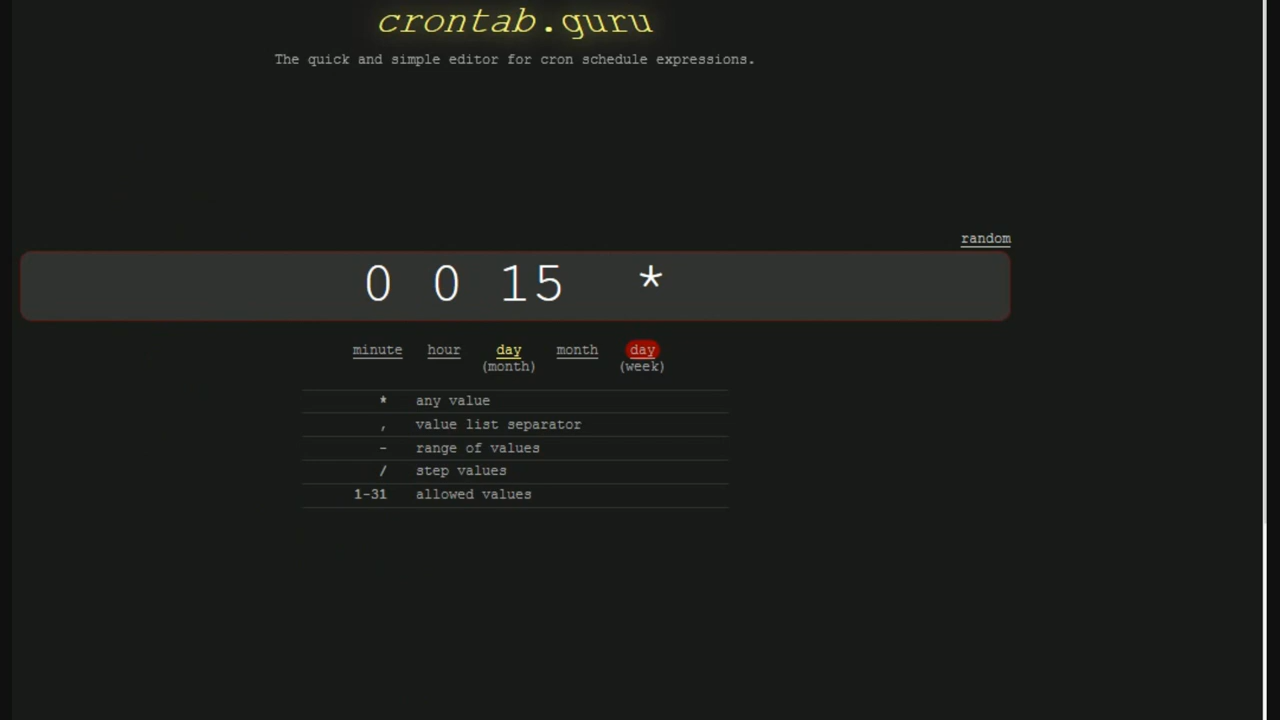 crontab.guru
The quick and simple editor for cron schedule expressions.
random
0 0 15 *
minute hour day (month) month day (week)
* any value
, value list separator
- range of values
/ step values
1-31 allowed values